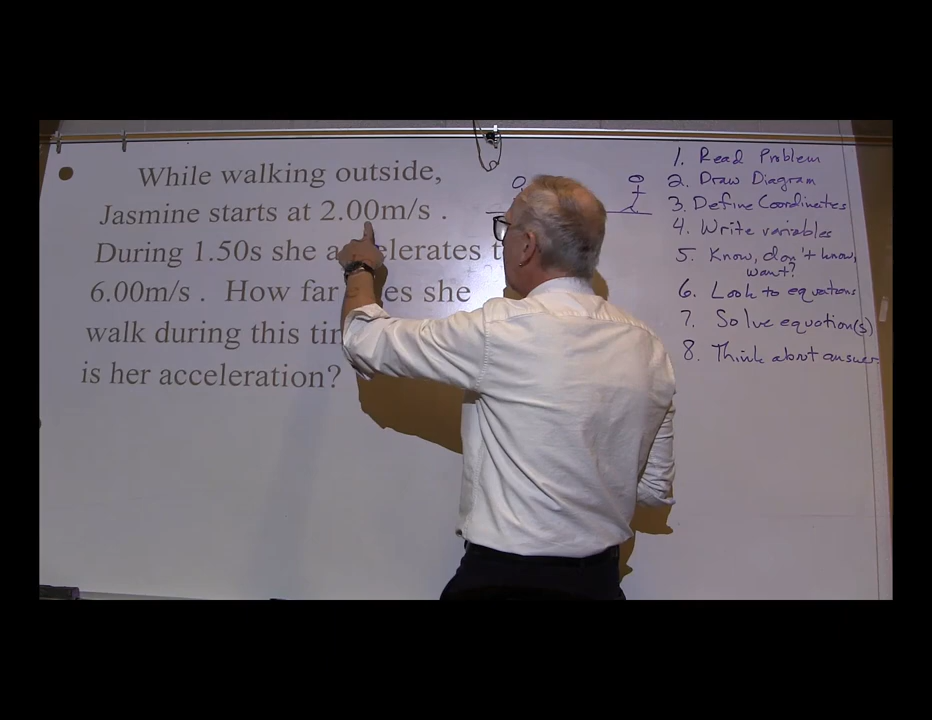 While walking outside,
Jasmine starts at 2.00m/s .
During 1.50s she accelerates
6.00m/s . How far she
walk during this
is her acceleration?
1. Read Problem
2. Draw Diagram
3. Define Coordinates
4. Write variables
5. Know, don't know,
want?
6. Look to equations
7. Solve equation(s)
8. Think about answer.